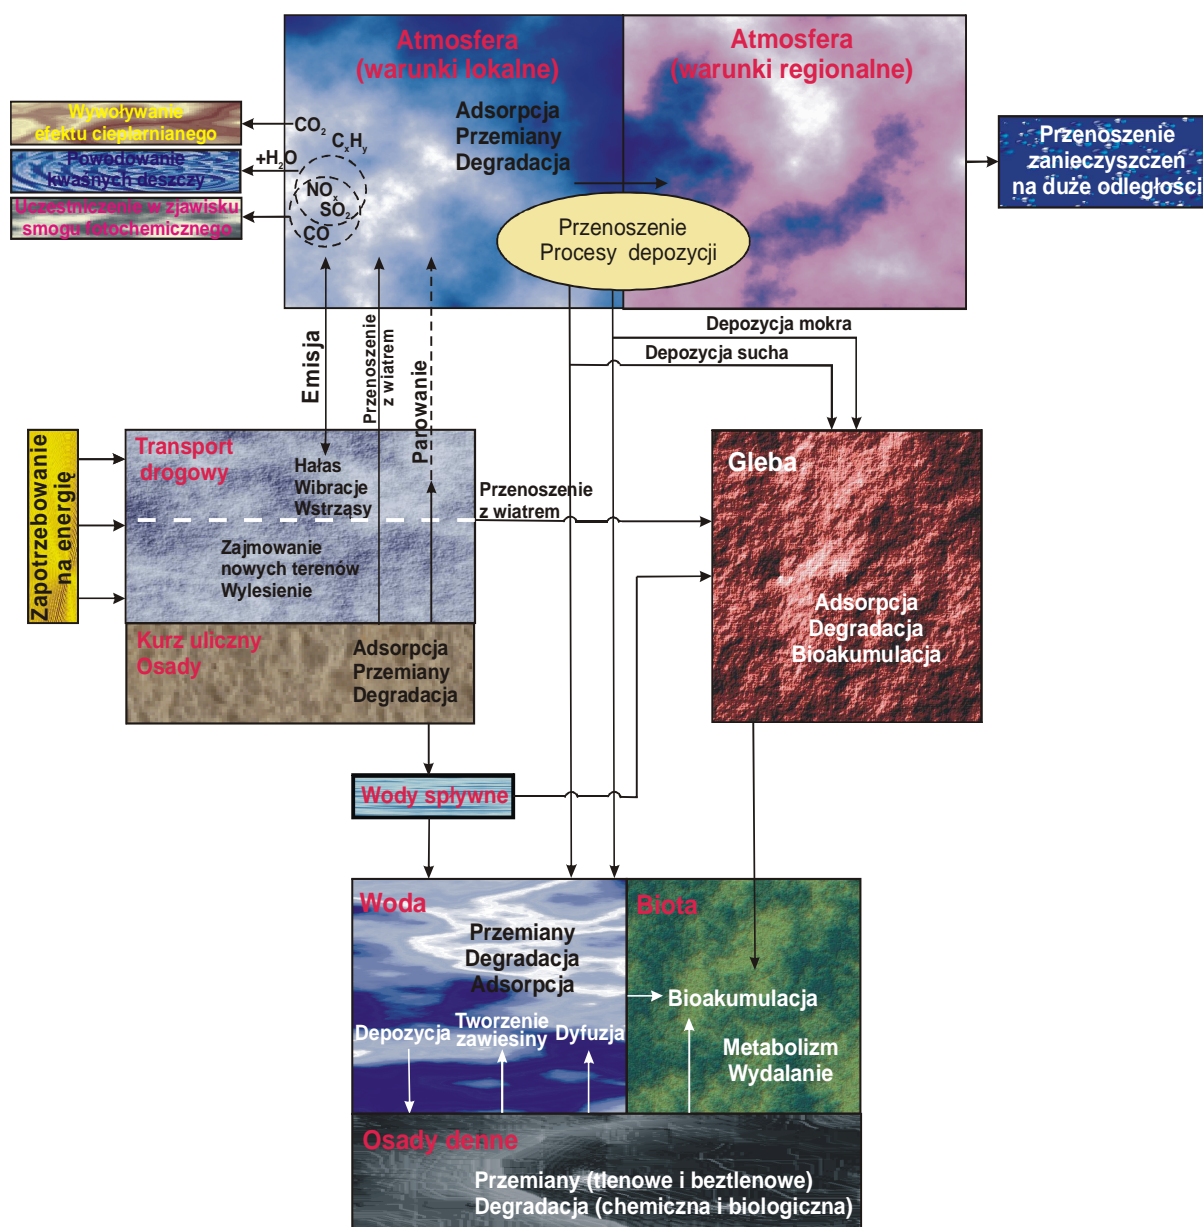 Atmosfera
(warunki lokalne)
Atmosfera
(warunki regionalne)
Adsorpcja
Przemiany
Degradacja
Wywoływanie
efektu cieplarnianego
Powodowanie
kwaśnych deszczy
Uczestniczenie w zjawisku
smogu fotochemicznego
CO2
CxHy
+H2O
NOx
SO2
CO
Przenoszenie
zanieczyszczeń
na duże odległości
Przenoszenie
Procesy depozycji
Depozycja mokra
Depozycja sucha
Emisja
Przenoszenie
z wiatrem
Parowanie
Zapotrzebowanie
na energię
Transport
drogowy
Hałas
Wibracje
Wstrząsy
Zajmowanie
nowych terenów
Wylesienie
Przenoszenie
z wiatrem
Gleba
Adsorpcja
Degradacja
Bioakumulacja
Kurz uliczny
Osady
Adsorpcja
Przemiany
Degradacja
Wody spływne
Woda
Przemiany
Degradacja
Adsorpcja
Depozycja
Tworzenie
zawiesiny
Dyfuzja
Biota
Bioakumulacja
Metabolizm
Wydalanie
Osady denne
Przemiany (tlenowe i beztlenowe)
Degradacja (chemiczna i biologiczna)